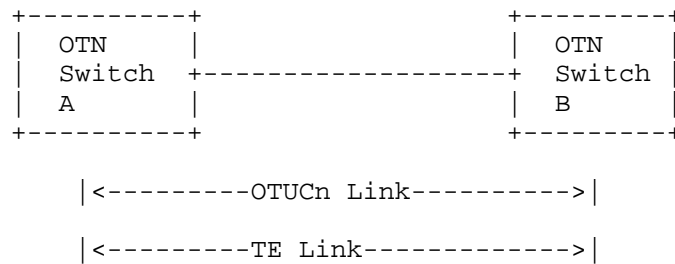 +----------+                   +---------+
|  OTN     |                   |  OTN    |
|  Switch  +-------------------+  Switch |
|  A       |                   |  B      |
+----------+                   +---------+
|<---------OTUCn Link---------->|
|<---------TE Link------------->|